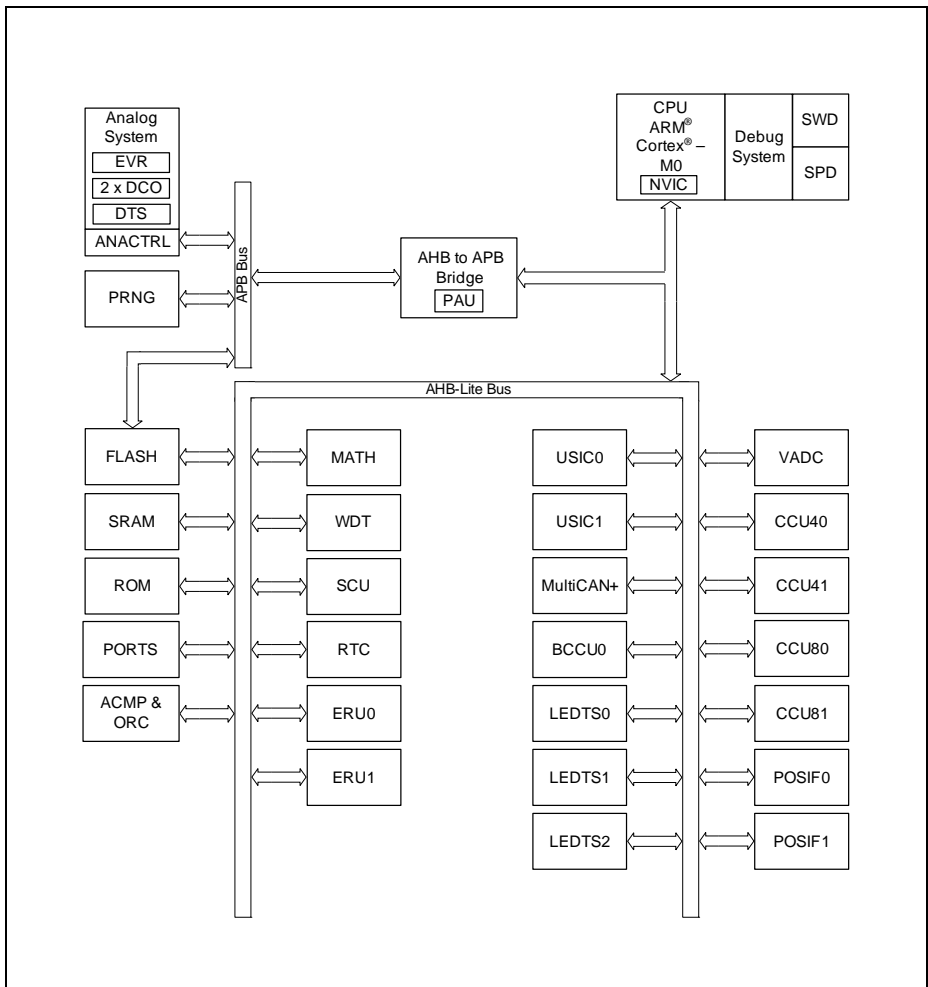 Analog
System
EVR
2 x DCO
DTS
ANACTRL
PRNG
APB Bus
AHB to APB
Bridge
PAU
CPU
ARM®
Cortex® –
M0
NVIC
Debug
System
SWD
SPD
AHB-Lite Bus
FLASH
SRAM
ROM
PORTS
ACMP &
ORC
MATH
WDT
SCU
RTC
ERU0
ERU1
USIC0
USIC1
MultiCAN+
BCCU0
LEDTS0
LEDTS1
LEDTS2
VADC
CCU40
CCU41
CCU80
CCU81
POSIF0
POSIF1